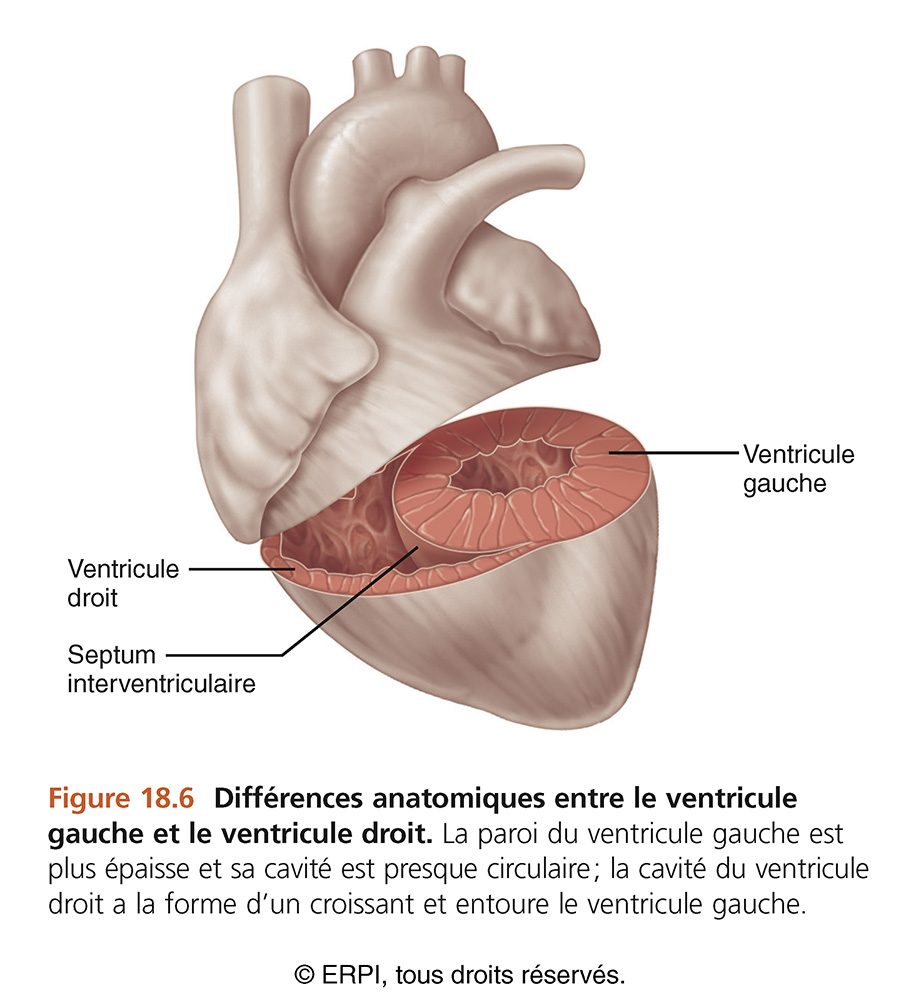 Ventricule
gauche
Ventricule
droit
Septum
interventriculaire
Figure 18.6 Différences anatomiques entre le ventricule
gauche et le ventricule droit. La paroi du ventricule gauche est
plus épaisse et sa cavité est presque circulaire ; la cavité du ventricule
droit a la forme d’un croissant et entoure le ventricule gauche.
© ERPI, tous droits réservés.